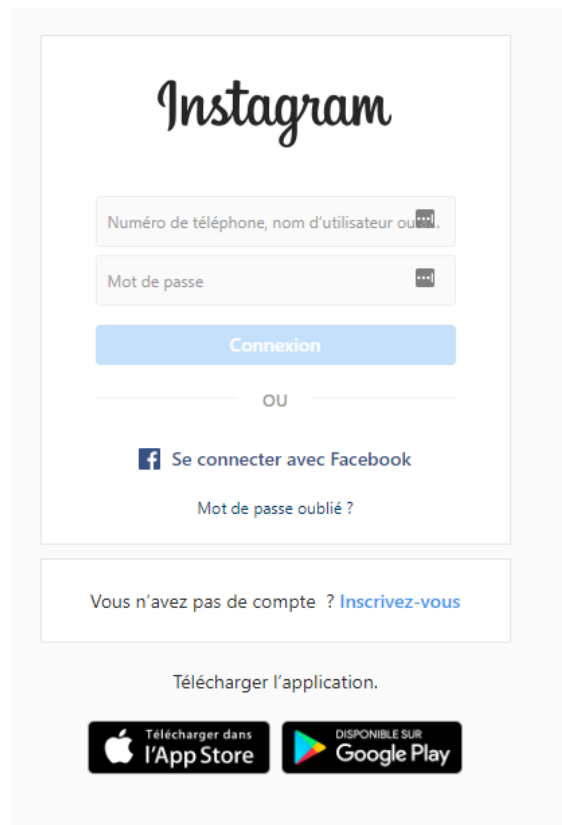 Instagram
Numéro de téléphone, nom d'utilisateur ou
Mot de passe
Connexion
OU
Se connecter avec Facebook
Mot de passe oublié ?
Vous n'avez pas de compte ? Inscrivez-vous
Télécharger l'application.
Télécharger dans
l'App Store
DISPONIBLE SUR
Google Play